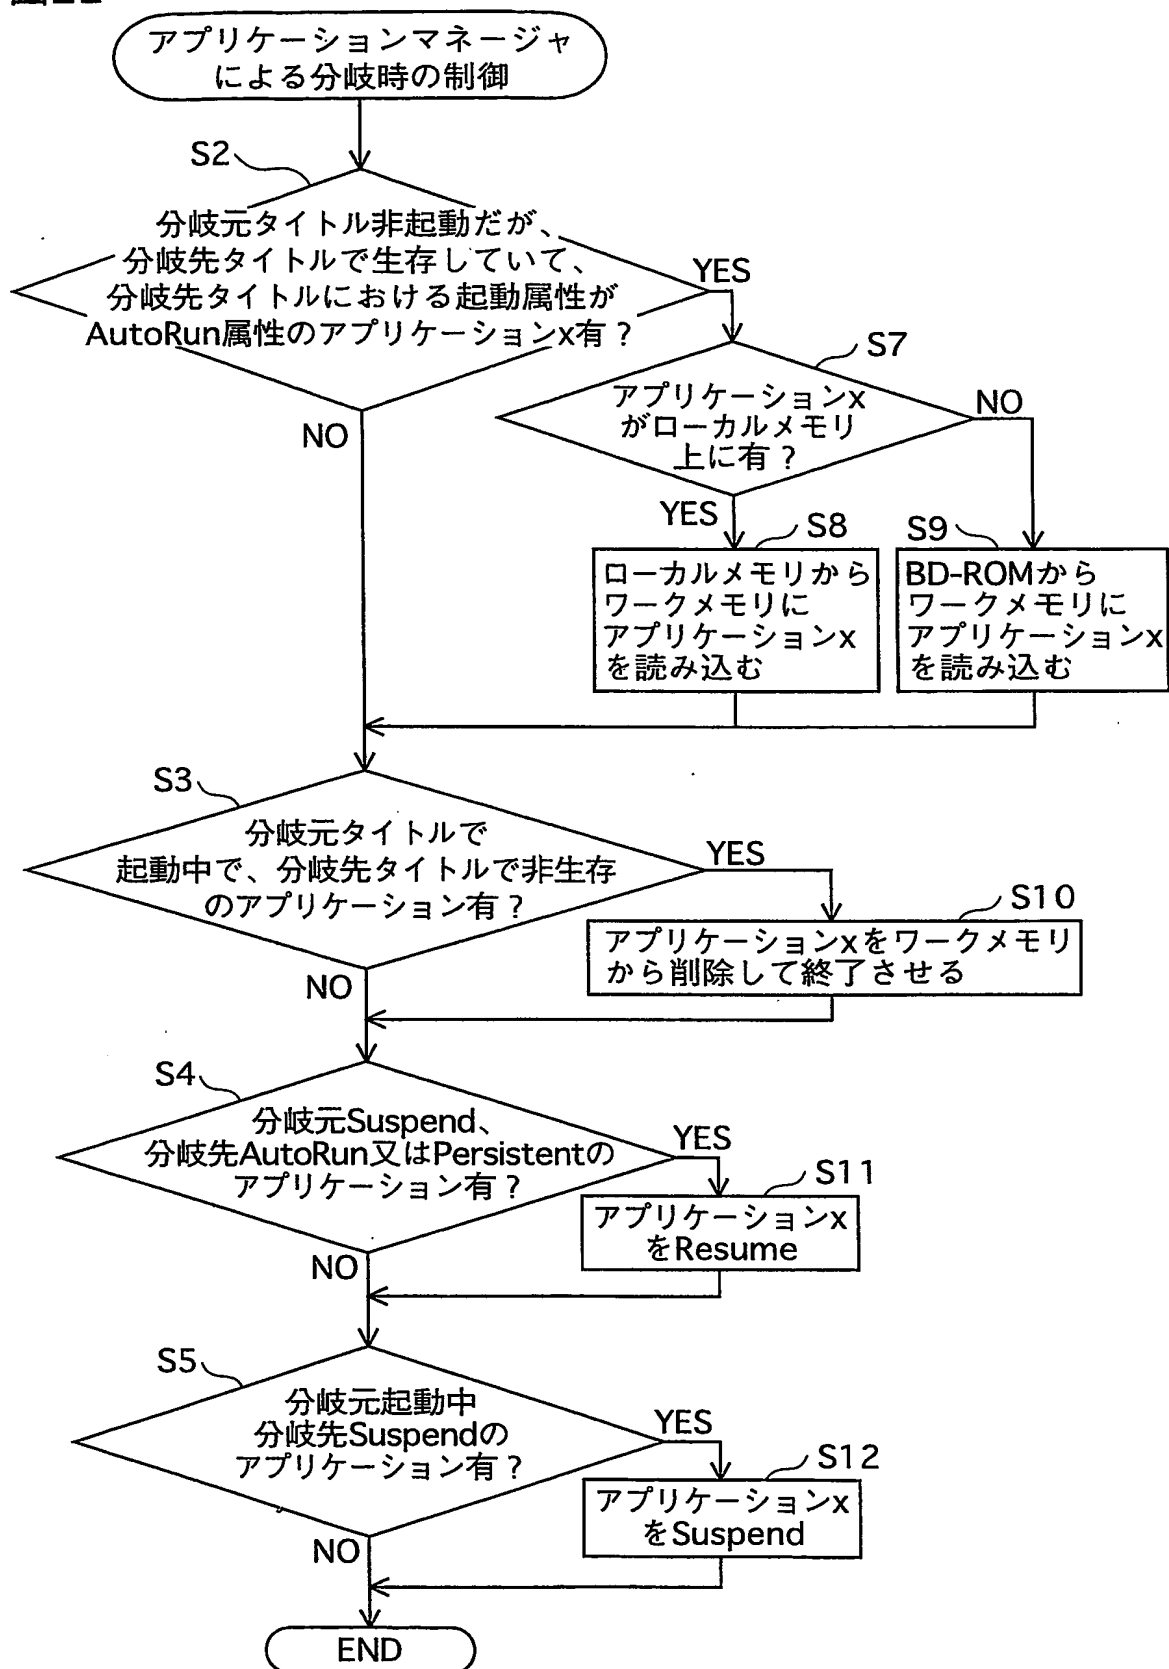 アプリケーションマネージャ
による分岐時の制御
S2
分岐元タイトル非起動だが、
分岐先タイトルで生存していて、
分岐先タイトルにおける起動属性が
AutoRun属性のアプリケーションx有？
YES
NO
S7
アプリケーションx
がローカルメモリ
上に有？
NO
YES
S8
ローカルメモリから
ワークメモリに
アプリケーションx
を読み込む
S9
BD-ROMから
ワークメモリに
アプリケーションx
を読み込む
S3
分岐元タイトルで
起動中で、分岐先タイトルで非生存
のアプリケーション有？
YES
NO
S10
アプリケーションxをワークメモリ
から削除して終了させる
S4
分岐元Suspend、
分岐先AutoRun又はPersistentの
アプリケーション有？
YES
NO
S11
アプリケーションx
をResume
S5
分岐元起動中
分岐先Suspendの
アプリケーション有？
YES
NO
S12
アプリケーションx
をSuspend
END